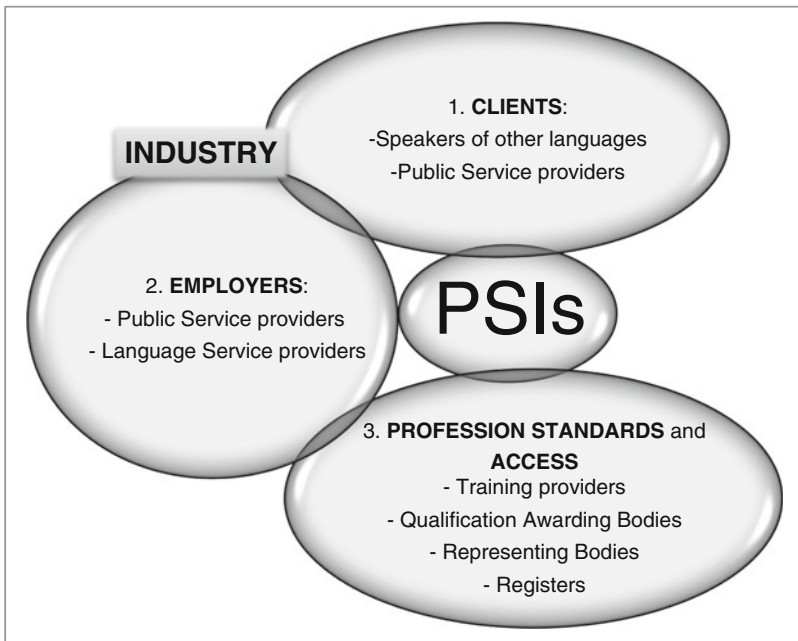 INDUSTRY
1. CLIENTS:
-Speakers of other languages
-Public Service providers
2. EMPLOYERS:
- Public Service providers
- Language Service providers
PSIs
3. PROFESSION STANDARDS and
ACCESS
- Training providers
- Qualification Awarding Bodies
- Representing Bodies
- Registers